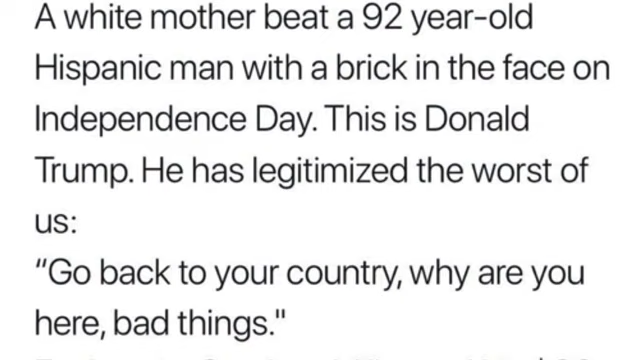 A white mother beat a 92 year-old
Hispanic man with a brick in the face on
Independence Day. This is Donald
Trump. He has legitimized the worst of
us:
“Go back to your country, why are you
here, bad things."